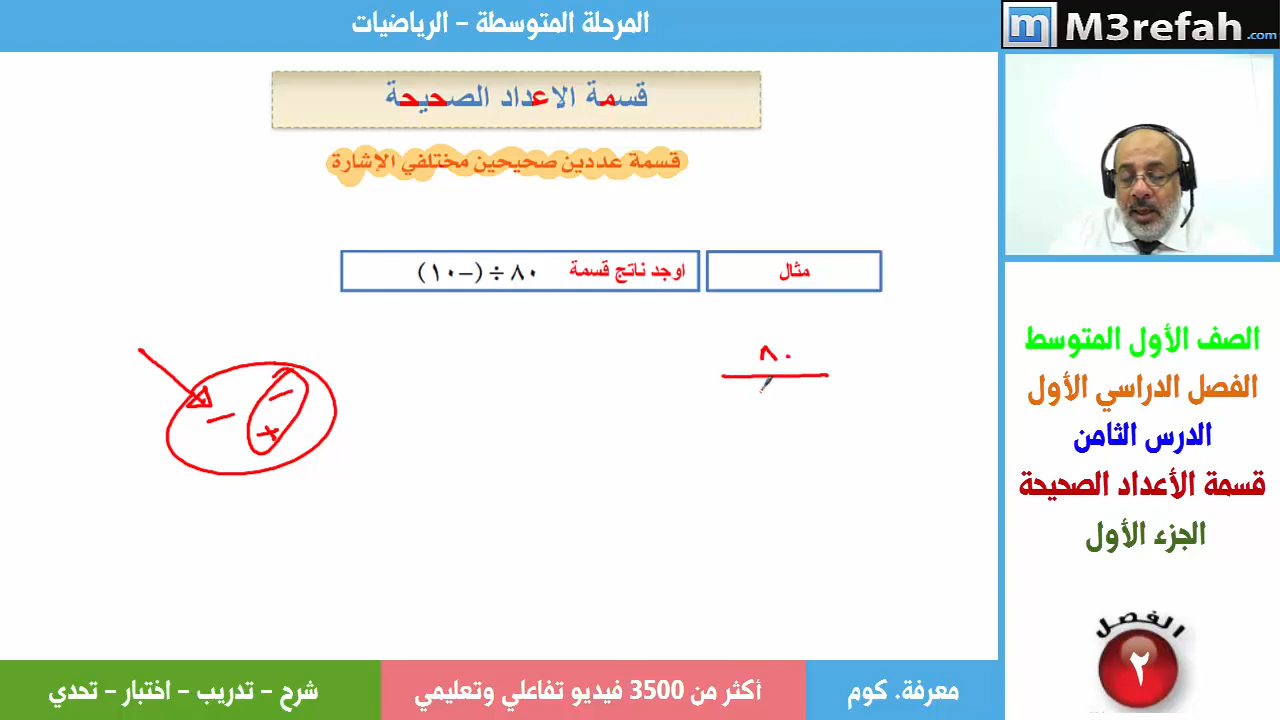 المرحلة المتوسطة – الرياضيات
M3refah.com
قسمة الاعداد الصحيحة
قسمة عددين صحيحين مختلفي الإشارة
مثال
اوجد ناتج قسمة ٨٠ ÷ (−١٠)
٨٠
− −
+
الصف الأول المتوسط
الفصل الدراسي الأول
الدرس الثامن
قسمة الأعداد الصحيحة
الجزء الأول
الفصل
٢
معرفة. كوم
أكثر من 3500 فيديو تفاعلي وتعليمي
شرح – تدريب – اختبار – تحدي